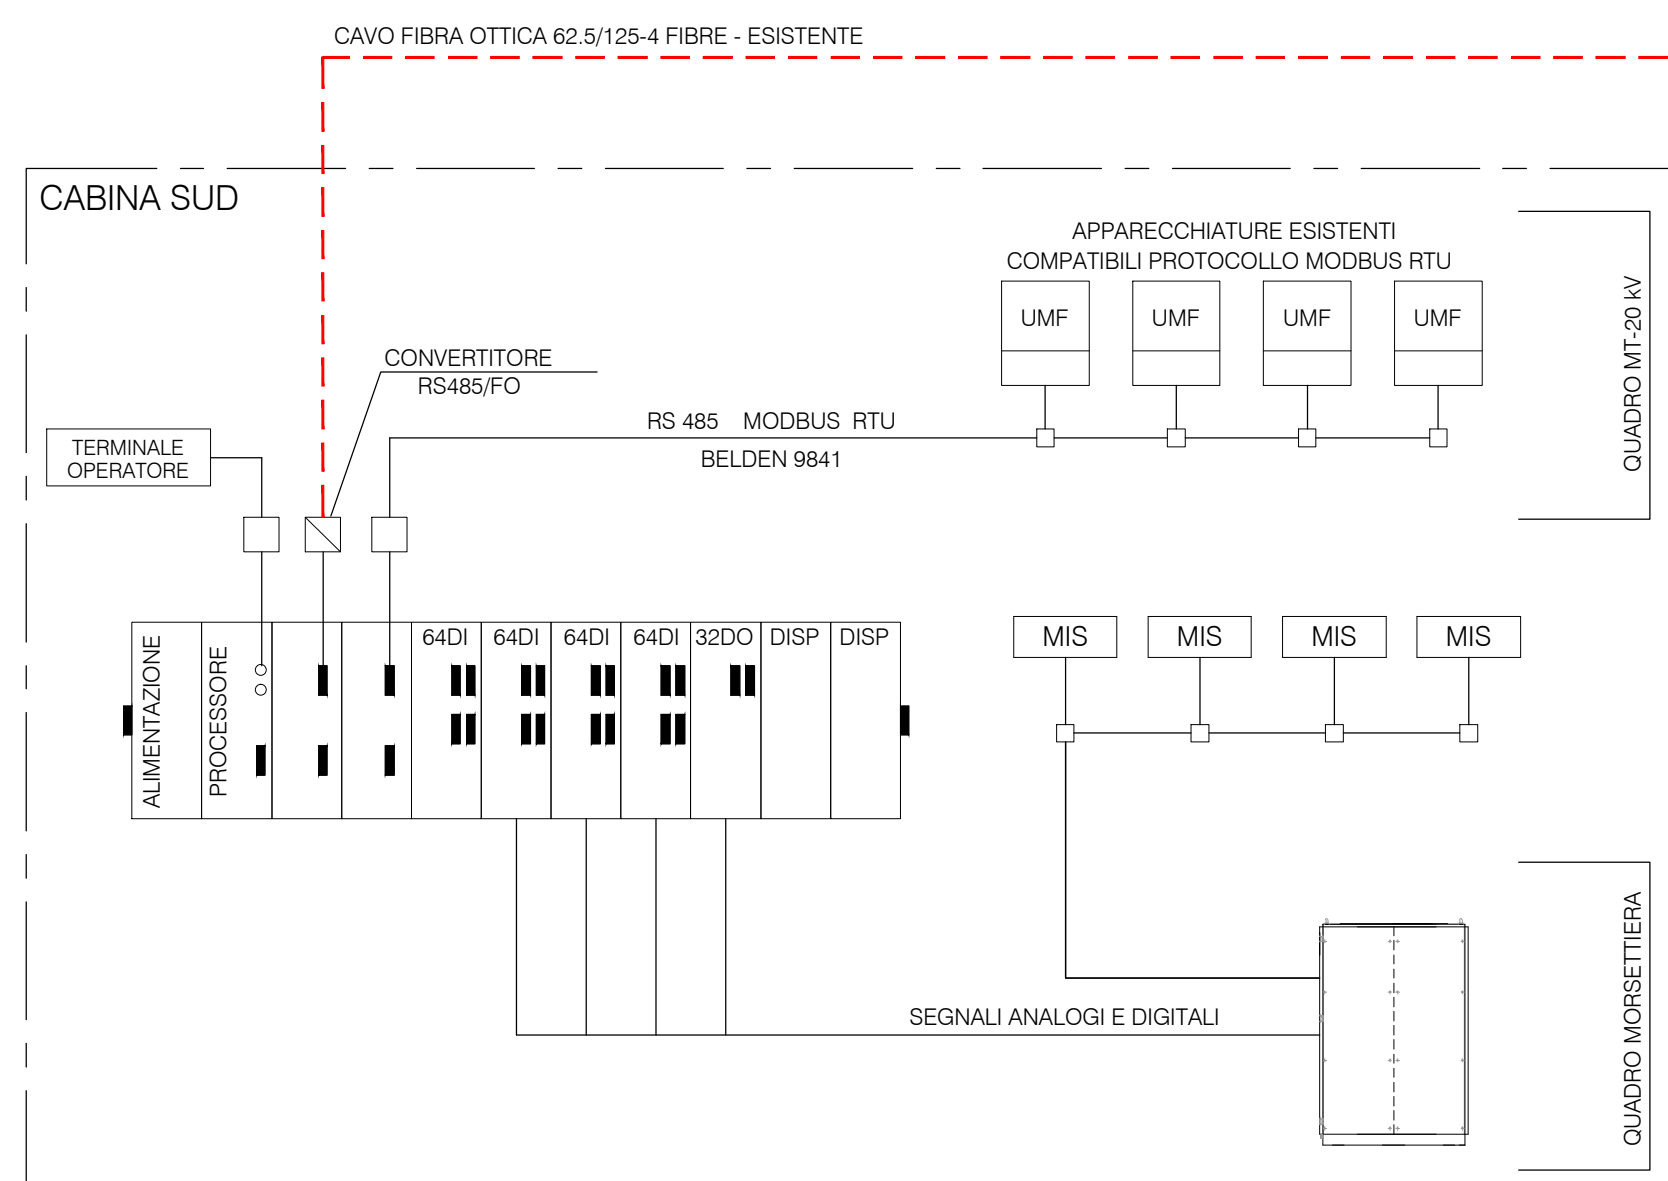 CAVO FIBRA OTTICA 62.5/125-4 FIBRE - ESISTENTE
CABINA SUD
APPARECCHIATURE ESISTENTI
COMPATIBILI PROTOCOLLO MODBUS RTU
UMF UMF UMF UMF
QUADRO MT-20 kV
CONVERTITORE
RS485/FO
RS 485 MODBUS RTU
BELDEN 9841
TERMINALE
OPERATORE
ALIMENTAZIONE
PROCESSORE
64DI 64DI 64DI 64DI 32DO DISP DISP
MIS MIS MIS MIS
SEGNALI ANALOGI E DIGITALI
QUADRO MORSETTIERA